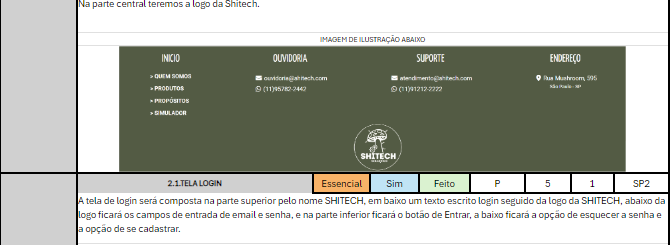 Na parte central teremos a logo da Shitech.
IMAGEM DE ILUSTRAÇÃO ABAIXO
INICIO
> QUEM SOMOS
> PRODUTOS
> PROPÓSITOS
> SIMULADOR
OUVIDORIA
ouvidoria@shitech.com
(11)95782-2442
SUPORTE
atendimento@shitech.com
(11)91212-2222
ENDEREÇO
Rua Mushroom, 395
São Paulo - SP
SHITECH
2.1.TELA LOGIN Essencial Sim Feito P 5 1 SP2
A tela de login será composta na parte superior pelo nome SHITECH, em baixo um texto escrito login seguido da logo da SHITECH, abaixo da
logo ficará os campos de entrada de email e senha, e na parte inferior ficará o botão de Entrar, a baixo ficará a opção de esquecer a senha e
a opção de se cadastrar.